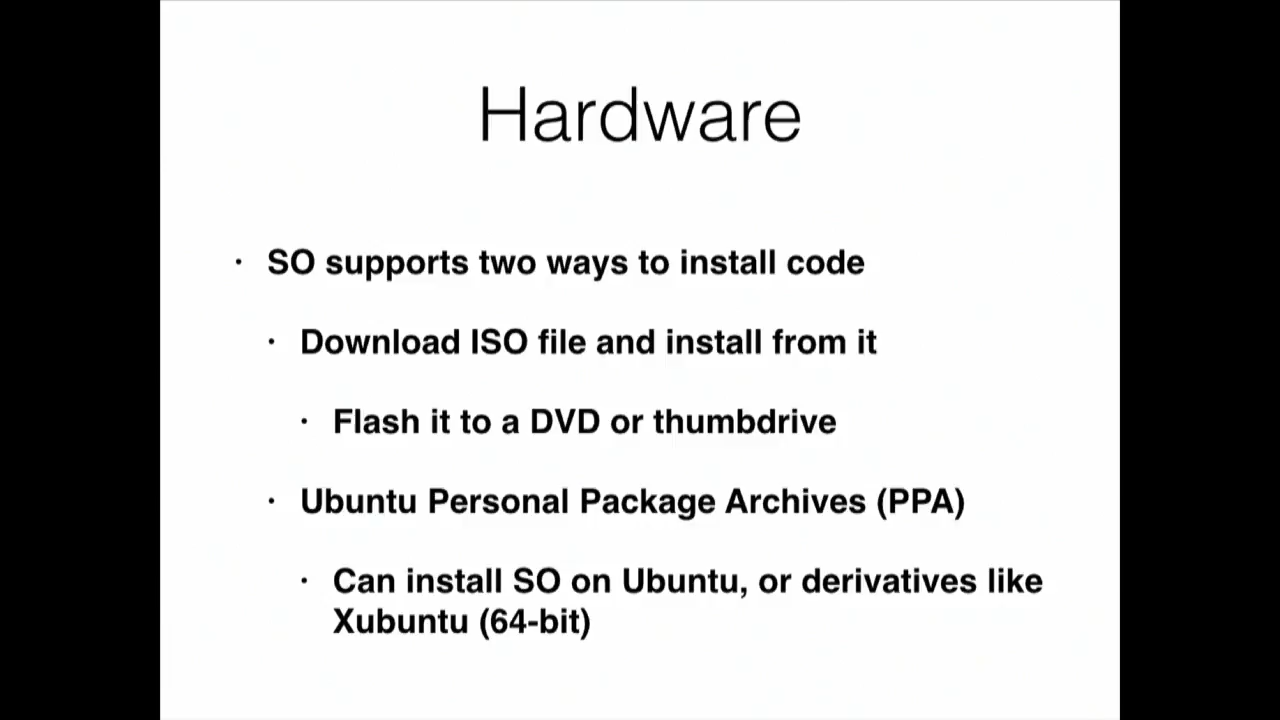 Hardware
· SO supports two ways to install code
· Download ISO file and install from it
· Flash it to a DVD or thumbdrive
· Ubuntu Personal Package Archives (PPA)
· Can install SO on Ubuntu, or derivatives like
Xubuntu (64-bit)